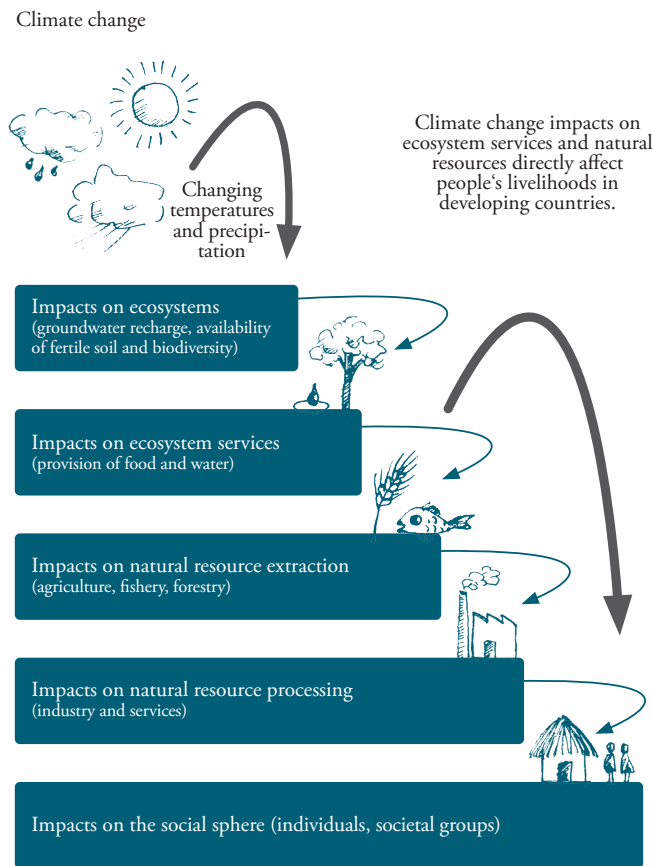 Climate change
Climate change impacts on
ecosystem services and natural
resources directly affect
people‘s livelihoods in
developing countries.
Changing
temperatures
and precipi-
tation
Impacts on ecosystems
(groundwater recharge, availability
of fertile soil and biodiversity)
Impacts on ecosystem services
(provision of food and water)
Impacts on natural resource extraction
(agriculture, fishery, forestry)
Impacts on natural resource processing
(industry and services)
Impacts on the social sphere (individuals, societal groups)